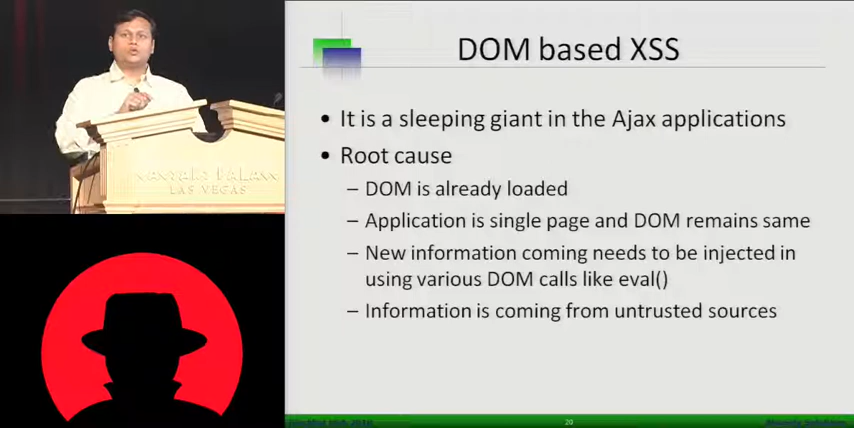 DOM based XSS
• It is a sleeping giant in the Ajax applications
• Root cause
– DOM is already loaded
– Application is single page and DOM remains same
– New information coming needs to be injected in
using various DOM calls like eval()
– Information is coming from untrusted sources
LAS VEGAS
20